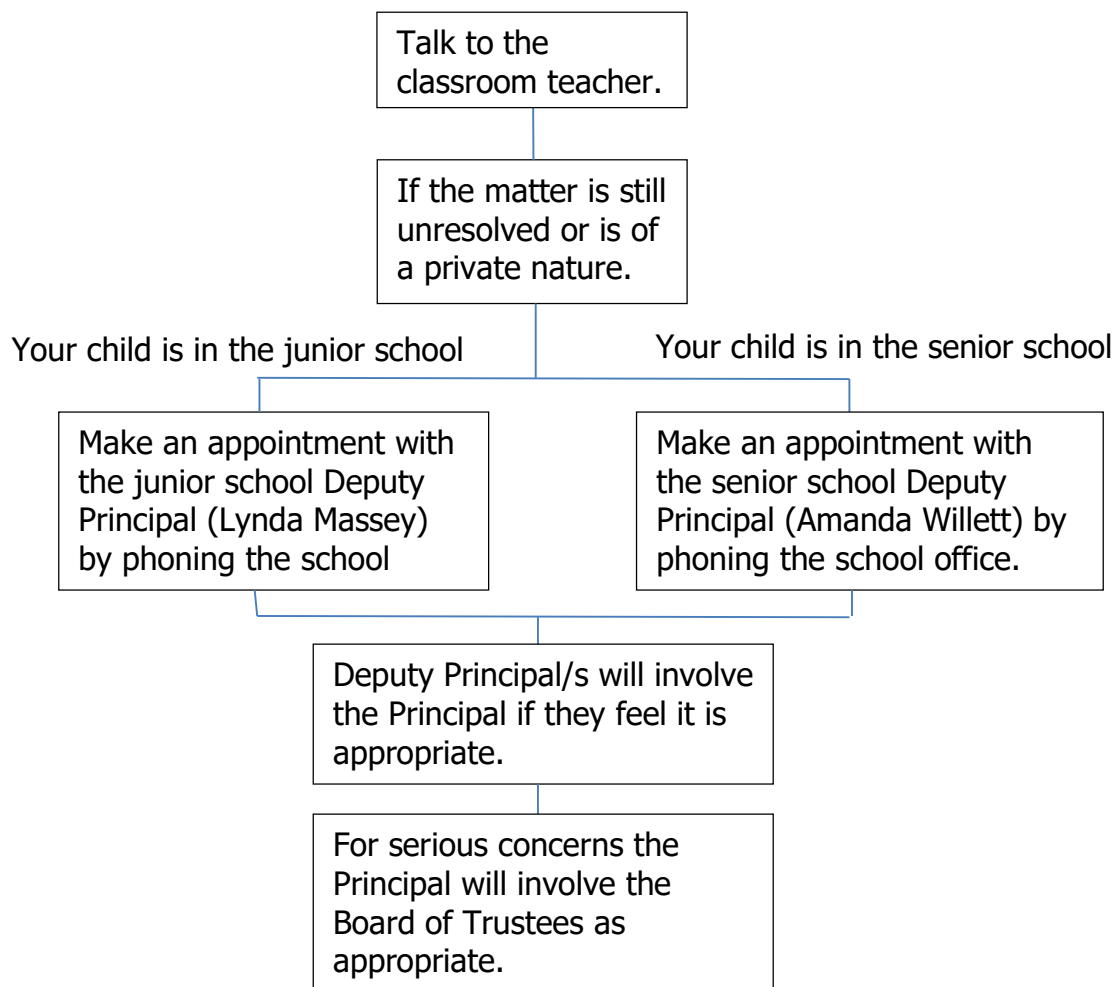 Talk to the
classroom teacher.
If the matter is still
unresolved or is of
a private nature.
Your child is in the junior school
Your child is in the senior school
Make an appointment with
the junior school Deputy
Principal (Lynda Massey)
by phoning the school
Make an appointment with
the senior school Deputy
Principal (Amanda Willett) by
phoning the school office.
Deputy Principal/s will involve
the Principal if they feel it is
appropriate.
For serious concerns the
Principal will involve the
Board of Trustees as
appropriate.